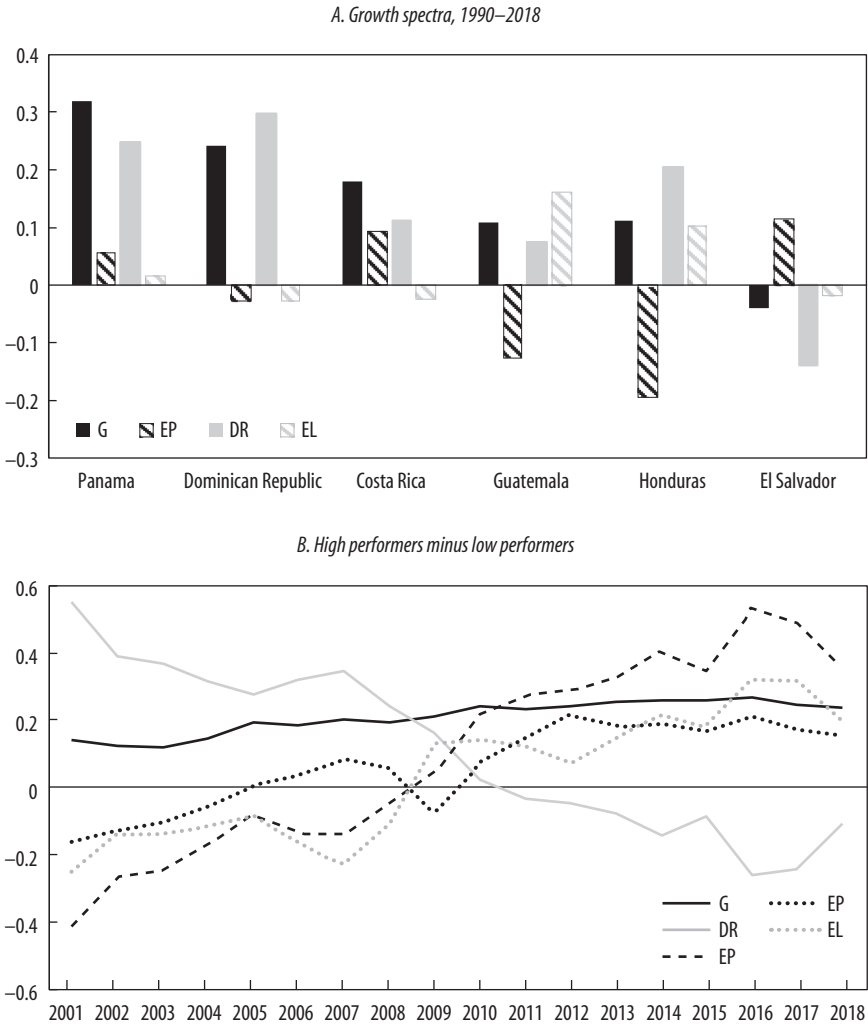 A. Growth spectra, 1990–2018
0.4
0.3
0.2
0.1
0
–0.1
–0.2
–0.3
G EP DR EL
Panama Dominican Republic Costa Rica Guatemala Honduras El Salvador
B. High performers minus low performers
0.6
0.4
0.2
0
–0.2
–0.4
–0.6
G EP
DR EL
EP
2001 2002 2003 2004 2005 2006 2007 2008 2009 2010 2011 2012 2013 2014 2015 2016 2017 2018